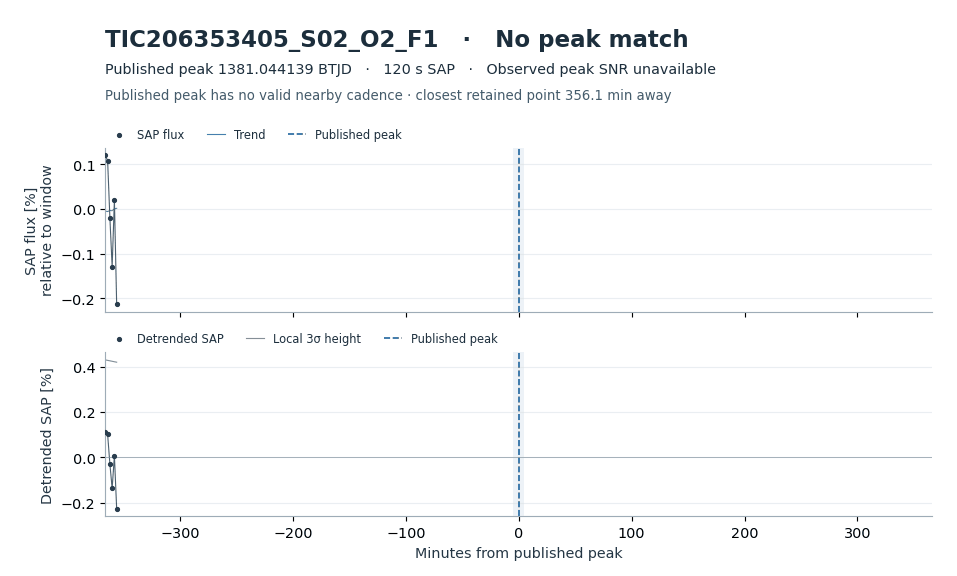 TIC206353405_S02_O2_F1 · No peak match
Published peak 1381.044139 BTJD · 120 s SAP · Observed peak SNR unavailable
Published peak has no valid nearby cadence · closest retained point 356.1 min away
SAP flux Trend Published peak
SAP flux [%]
relative to window
0.1
0.0
−0.1
−0.2
Detrended SAP Local 3σ height Published peak
Detrended SAP [%]
0.4
0.2
0.0
−0.2
−300 −200 −100 0 100 200 300
Minutes from published peak